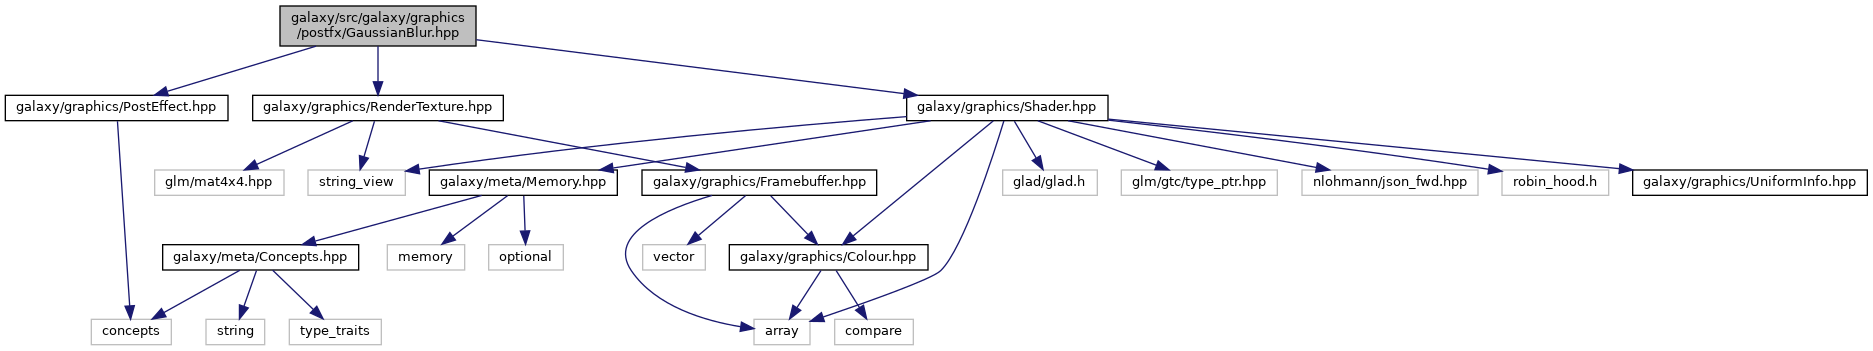 galaxy/src/galaxy/graphics
/postfx/GaussianBlur.hpp
galaxy/graphics/PostEffect.hpp
galaxy/graphics/RenderTexture.hpp
galaxy/graphics/Shader.hpp
glm/mat4x4.hpp
string_view
galaxy/meta/Memory.hpp
galaxy/graphics/Framebuffer.hpp
glad/glad.h
glm/gtc/type_ptr.hpp
nlohmann/json_fwd.hpp
robin_hood.h
galaxy/graphics/UniformInfo.hpp
galaxy/meta/Concepts.hpp
memory
optional
vector
galaxy/graphics/Colour.hpp
concepts
string
type_traits
array
compare